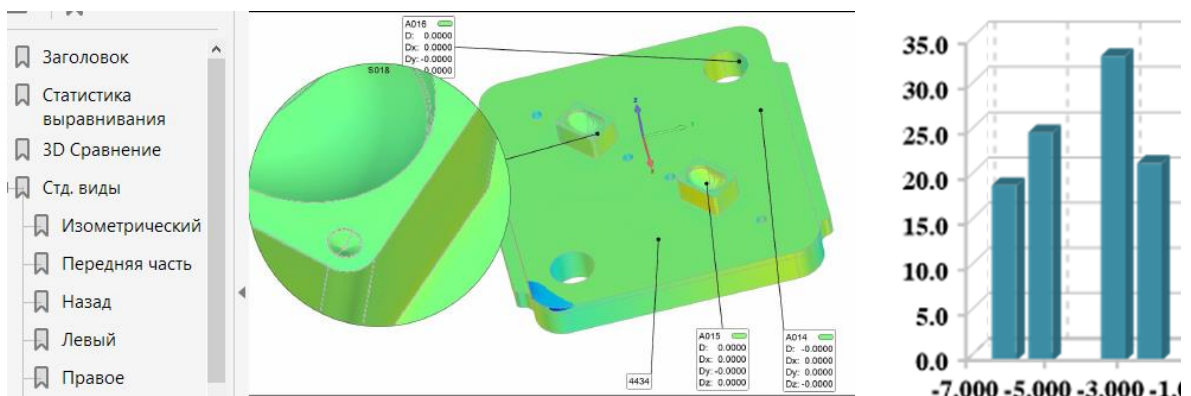 Заголовок
Статистика
выравнивания
3D Сравнение
Стд. виды
Изометрический
Передняя часть
Назад
Левый
Правое
A016
D: 0.0000
Dx: 0.0000
Dy: -0.0000
0.0000
S018
4434
A015
D: 0.0000
Dx: 0.0000
Dy: -0.0000
Dz: 0.0000
A014
D: -0.0000
Dx: 0.0000
Dy: 0.0000
Dz: -0.0000
35.0
30.0
25.0
20.0
15.0
10.0
5.0
0.0
-7.000 -5.000 -3.000